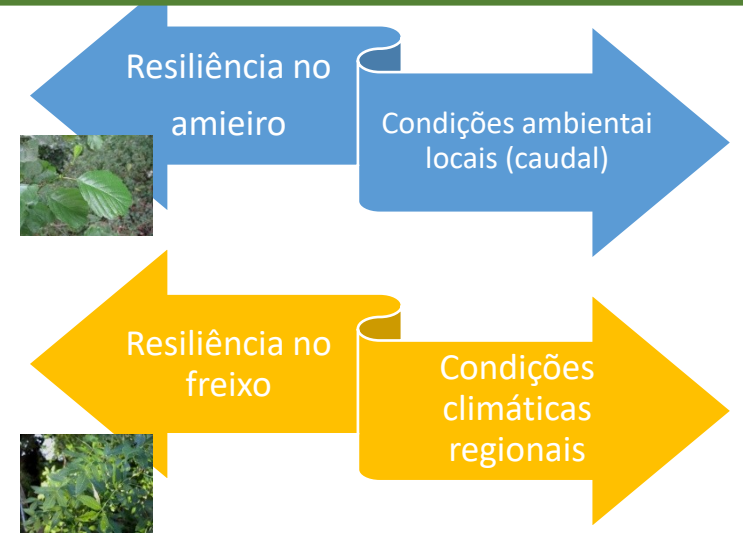 Resiliência no
amieiro
Condições ambientai
locais (caudal)
Resiliência no
freixo
Condições
climáticas
regionais